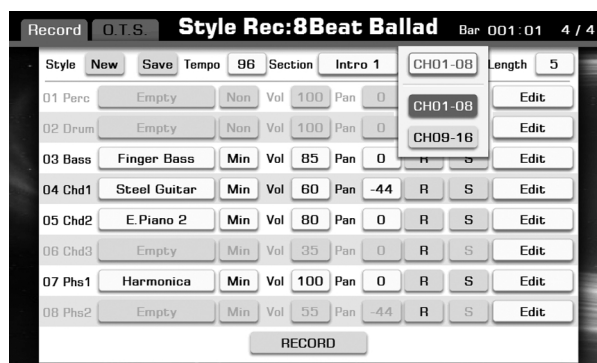 Record O.T.S. Style Rec:8Beat Ballad Bar 001:01 4/4
Style New Save Tempo 96 Section Intro 1 CH01-08 Length 5
01 Perc Empty Non Vol 100 Pan 0 CH01-08 Edit
02 Drum Empty Non Vol 100 Pan 0 CH09-16 Edit
03 Bass Finger Bass Min Vol 85 Pan 0 R S Edit
04 Chd1 Steel Guitar Min Vol 60 Pan -44 R S Edit
05 Chd2 E.Piano 2 Min Vol 80 Pan 0 R S Edit
06 Chd3 Empty Min Vol 35 Pan 0 R S Edit
07 Phs1 Harmonica Min Vol 100 Pan 0 R S Edit
08 Phs2 Empty Min Vol 55 Pan -44 R S Edit
RECORD